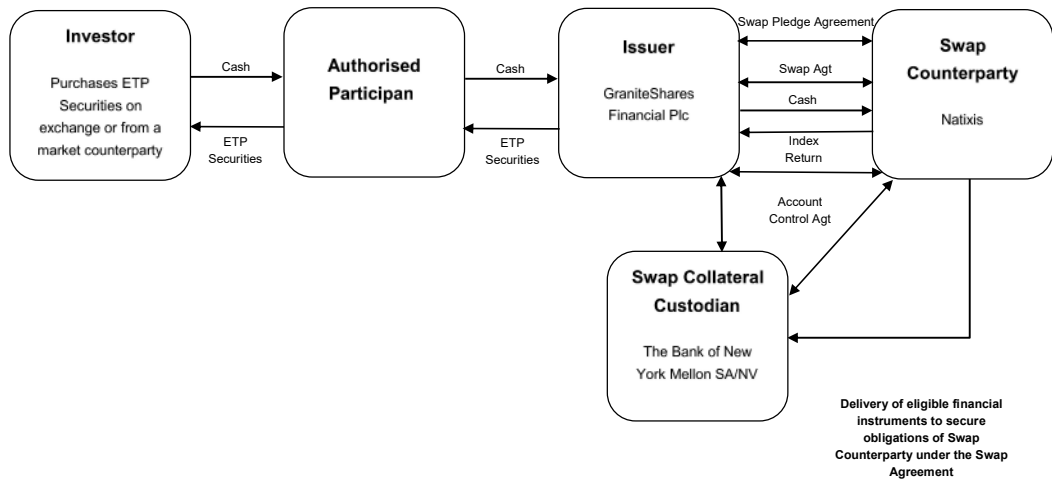 Investor
Purchases ETP
Securities on
exchange or from a
market counterparty
Cash
ETP
Securities
Authorised
Participan
Cash
ETP
Securities
Issuer
GraniteShares
Financial Plc
Swap Pledge Agreement
Swap Agt
Cash
Index
Return
Account
Control Agt
Swap
Counterparty
Natixis
Swap Collateral
Custodian
The Bank of New
York Mellon SA/NV
Delivery of eligible financial
instruments to secure
obligations of Swap
Counterparty under the Swap
Agreement